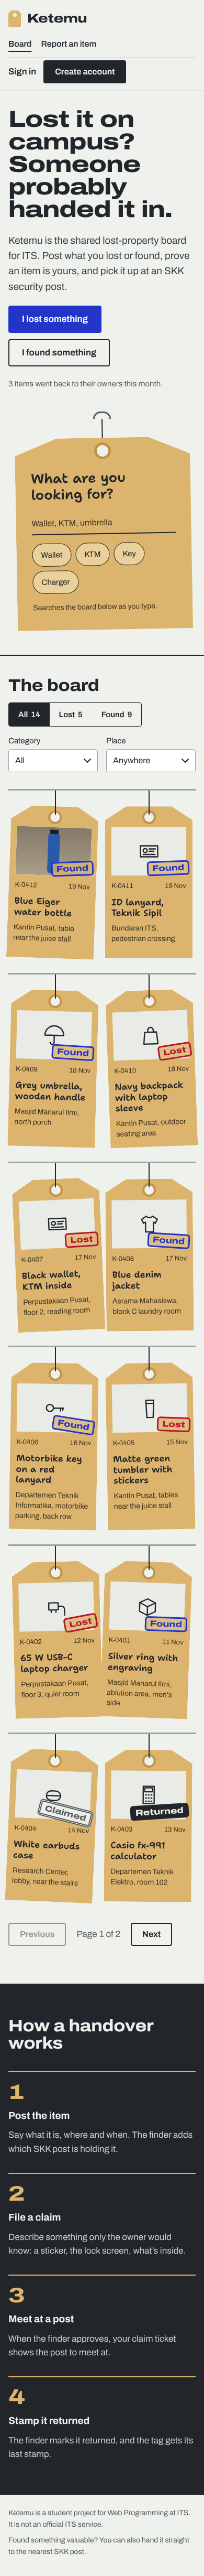 Ketemu
Board Report an item
Sign in Create account
Lost it on
campus?
Someone
probably
handed it in.
Ketemu is the shared lost-property board
for ITS. Post what you lost or found, prove
an item is yours, and pick it up at an SKK
security post.
I lost something
I found something
3 items went back to their owners this month.
What are you
looking for?
Wallet, KTM, umbrella
Wallet KTM Key
Charger
Searches the board below as you type.
The board
All 14 Lost 5 Found 9
Category Place
All Anywhere
Found
K-0412 19 Nov
Blue Eiger
water bottle
Kantin Pusat, table
near the juice stall
Found
K-0411 19 Nov
ID lanyard,
Teknik Sipil
Bundaran ITS,
pedestrian crossing
Found
K-0409 18 Nov
Grey umbrella,
wooden handle
Masjid Manarul Ilmi,
north porch
Lost
K-0410 18 Nov
Navy backpack
with laptop
sleeve
Kantin Pusat, outdoor
seating area
Lost
K-0407 17 Nov
Black wallet,
KTM inside
Perpustakaan Pusat,
floor 2, reading room
Found
K-0408 17 Nov
Blue denim
jacket
Asrama Mahasiswa,
block C laundry room
Found
K-0406 16 Nov
Motorbike key
on a red
lanyard
Departemen Teknik
Informatika, motorbike
parking, back row
Lost
K-0405 15 Nov
Matte green
tumbler with
stickers
Kantin Pusat, tables
near the juice stall
Lost
K-0402 12 Nov
65 W USB-C
laptop charger
Perpustakaan Pusat,
floor 3, quiet room
Found
K-0401 11 Nov
Silver ring with
engraving
Masjid Manarul Ilmi,
ablution area, men's
side
Claimed
K-0404 14 Nov
White earbuds
case
Research Center,
lobby, near the stairs
Returned
K-0403 13 Nov
Casio fx-991
calculator
Departemen Teknik
Elektro, room 102
Previous Page 1 of 2 Next
How a handover
works
1
Post the item
Say what it is, where and when. The finder adds
which SKK post is holding it.
2
File a claim
Describe something only the owner would
know: a sticker, the lock screen, what's inside.
3
Meet at a post
When the finder approves, your claim ticket
shows the post to meet at.
4
Stamp it returned
The finder marks it returned, and the tag gets its
last stamp.
Ketemu is a student project for Web Programming at ITS.
It is not an official ITS service.
Found something valuable? You can also hand it straight
to the nearest SKK post.